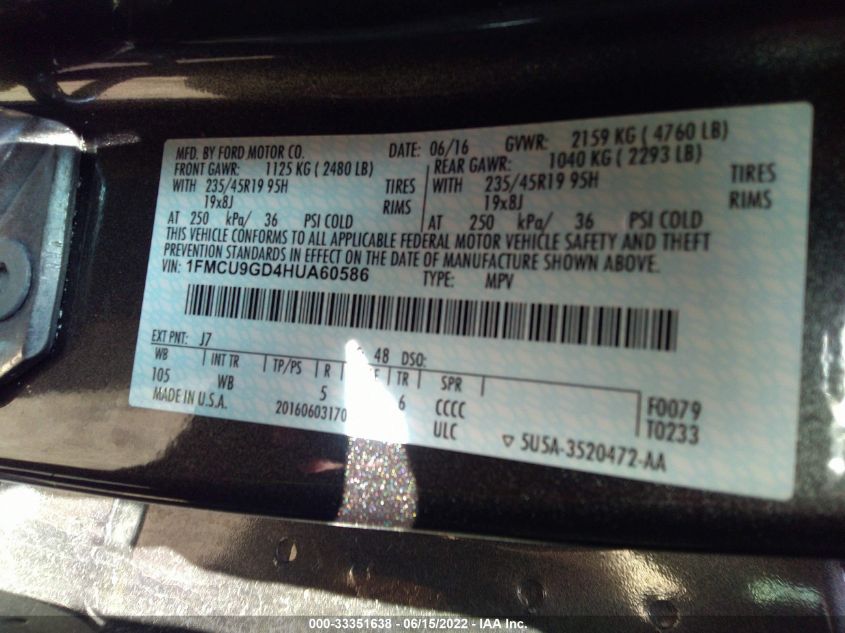 MFD. BY FORD MOTOR CO. DATE: 06/16 GVWR: 2159 KG ( 4760 LB)
FRONT GAWR: 1125 KG ( 2480 LB) REAR GAWR: 1040 KG ( 2293 LB)
WITH 235/45R19 95H TIRES WITH 235/45R19 95H TIRES
19x8J RIMS 19x8J RIMS
AT 250 kPa/ 36 PSI COLD AT 250 kPa/ 36 PSI COLD
THIS VEHICLE CONFORMS TO ALL APPLICABLE FEDERAL MOTOR VEHICLE SAFETY AND THEFT
PREVENTION STANDARDS IN EFFECT ON THE DATE OF MANUFACTURE SHOWN ABOVE.
VIN: 1FMCU9GD4HUA60586 TYPE: MPV
EXT PNT: J7 48 DSO:
WB INT TR TP/PS R TR SPR
105 WB 5 6 CCCC F0079
MADE IN U.S.A. 20160603170 ULC T0233
▽ 5U5A-3520472-AA
000-33351638 - 06/15/2022 - IAA Inc.